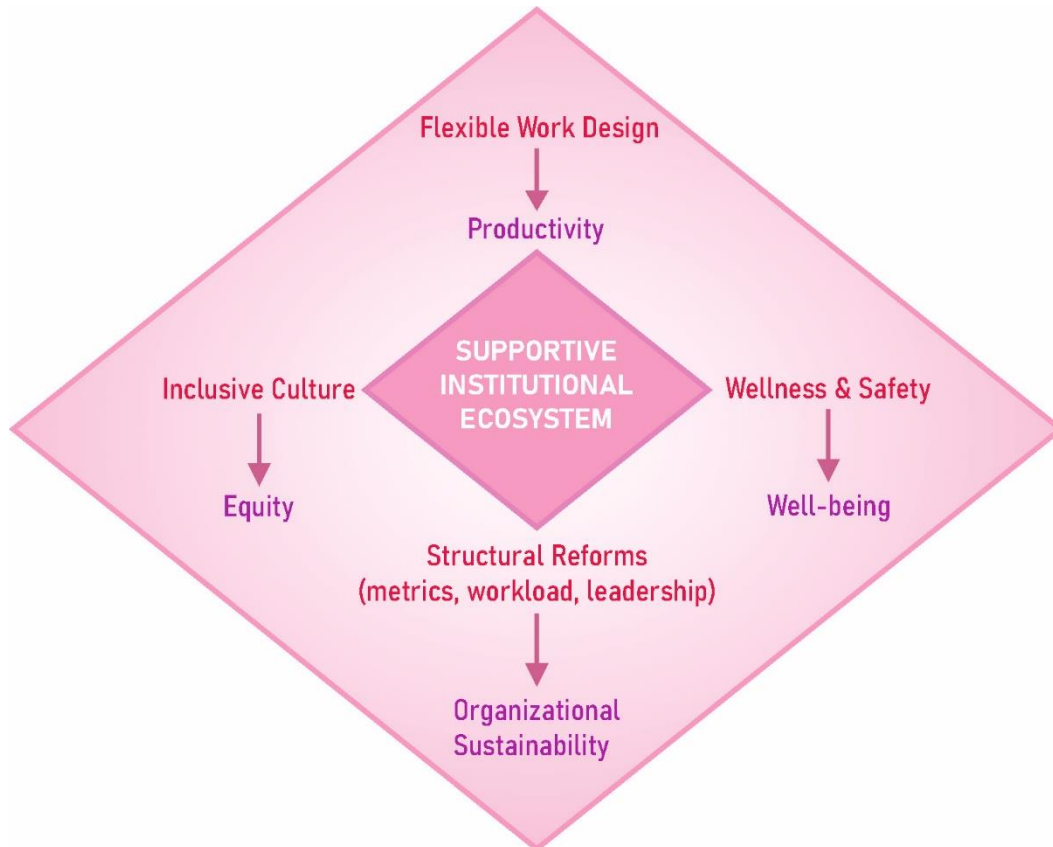 Flexible Work Design
Productivity
SUPPORTIVE
INSTITUTIONAL
ECOSYSTEM
Inclusive Culture
Equity
Wellness & Safety
Well-being
Structural Reforms
(metrics, workload, leadership)
Organizational
Sustainability